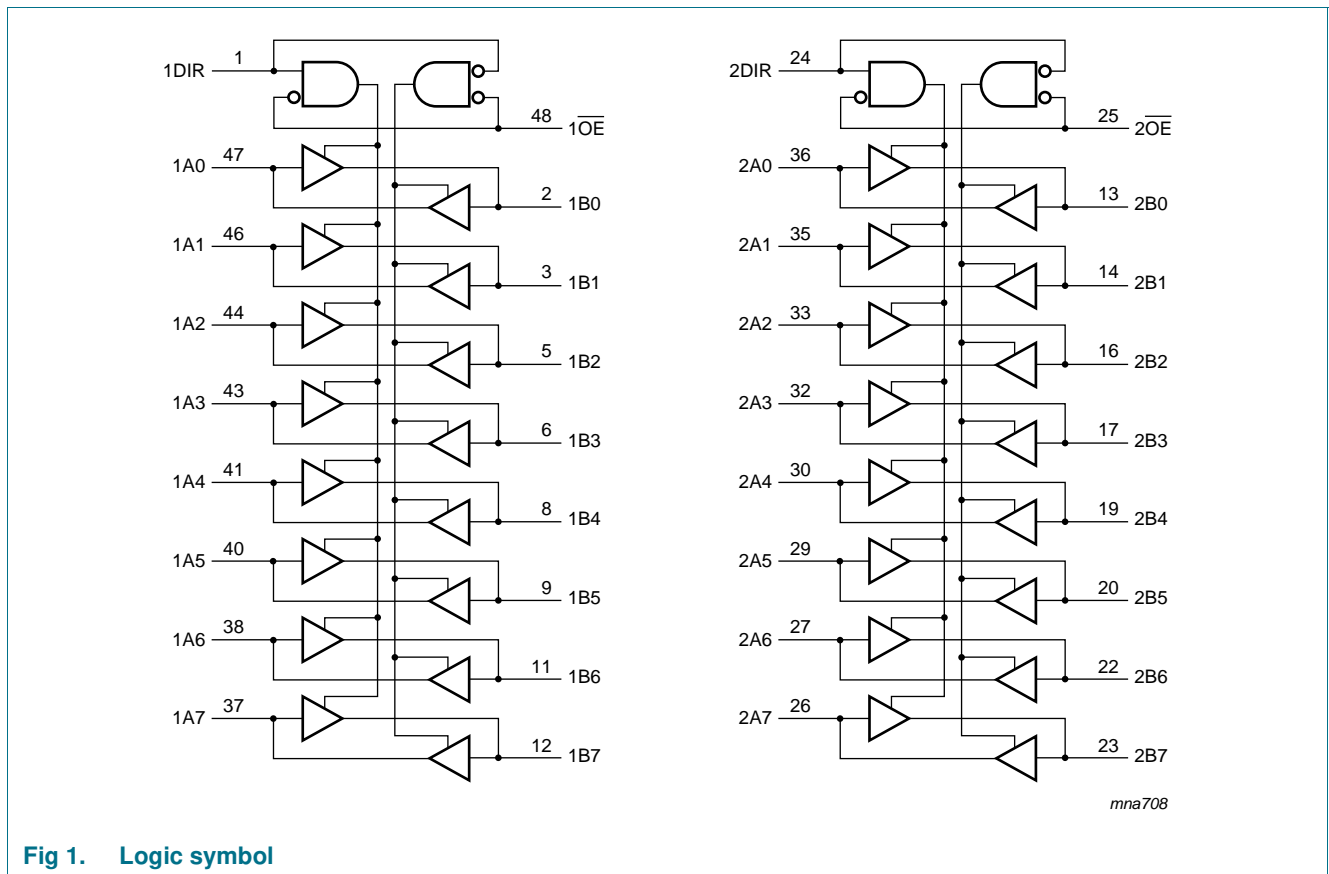 1DIR 1 24 2DIR
48 1OE 25 2OE
1A0 47 2A0 36
2 1B0 13 2B0
1A1 46 2A1 35
3 1B1 14 2B1
1A2 44 2A2 33
5 1B2 16 2B2
1A3 43 2A3 32
6 1B3 17 2B3
1A4 41 2A4 30
8 1B4 19 2B4
1A5 40 2A5 29
9 1B5 20 2B5
1A6 38 2A6 27
11 1B6 22 2B6
1A7 37 2A7 26
12 1B7 23 2B7
mna708
Fig 1. Logic symbol